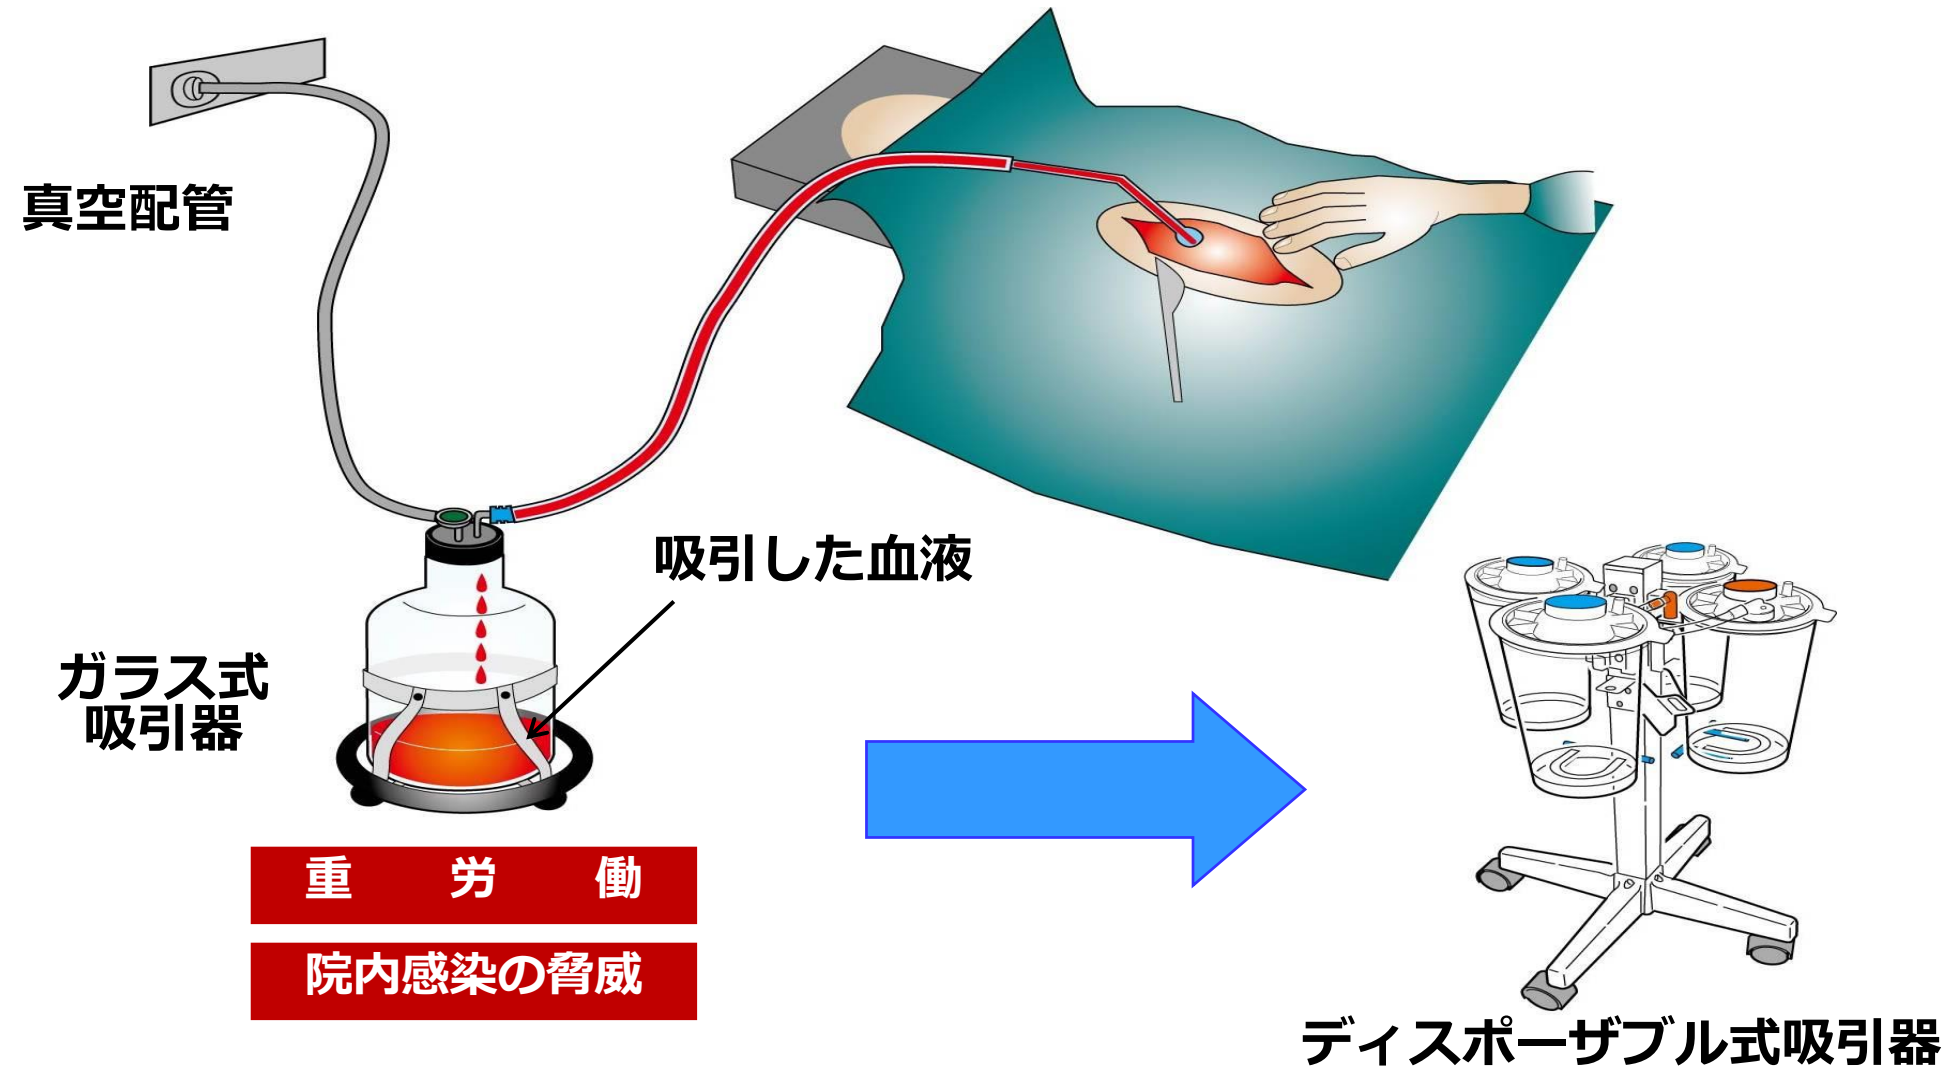 真空配管
吸引した血液
ガラス式
吸引器
重 労 働
院内感染の脅威
ディスポーザブル式吸引器